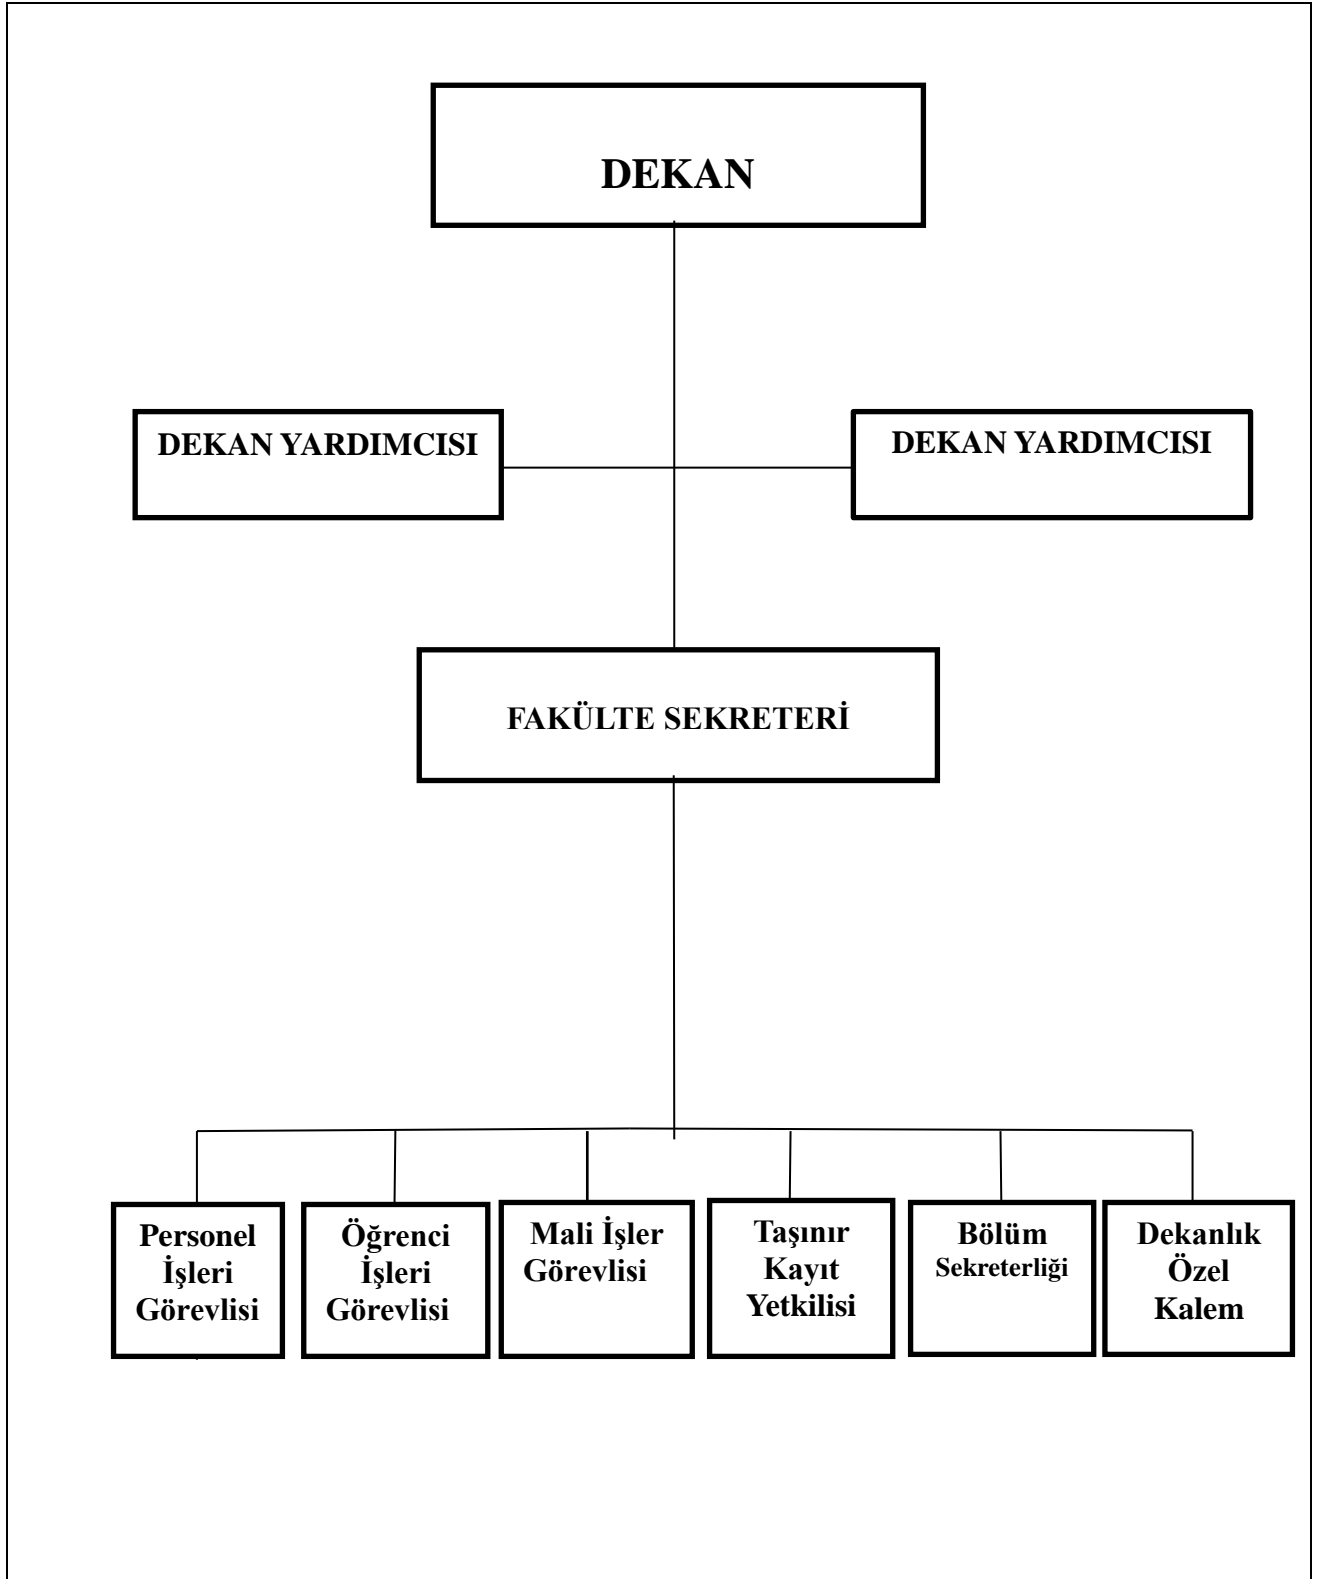 DEKAN
DEKAN YARDIMCISI
DEKAN YARDIMCISI
FAKÜLTE SEKRETERİ
Personel
İşleri
Görevlisi
Öğrenci
İşleri
Görevlisi
Mali İşler
Görevlisi
Taşınır
Kayıt
Yetkilisi
Bölüm
Sekreterliği
Dekanlık
Özel
Kalem